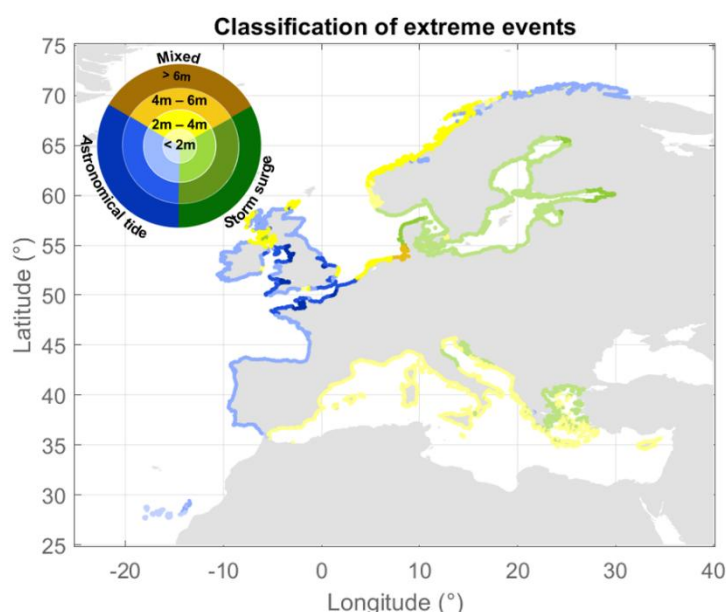 Classification of extreme events
Mixed
> 6m
4m – 6m
2m – 4m
< 2m
Astronomical tide
Storm surge
75
70
65
60
55
50
45
40
35
30
25
Latitude (°)
-20
-10
0
10
20
30
40
Longitude (°)